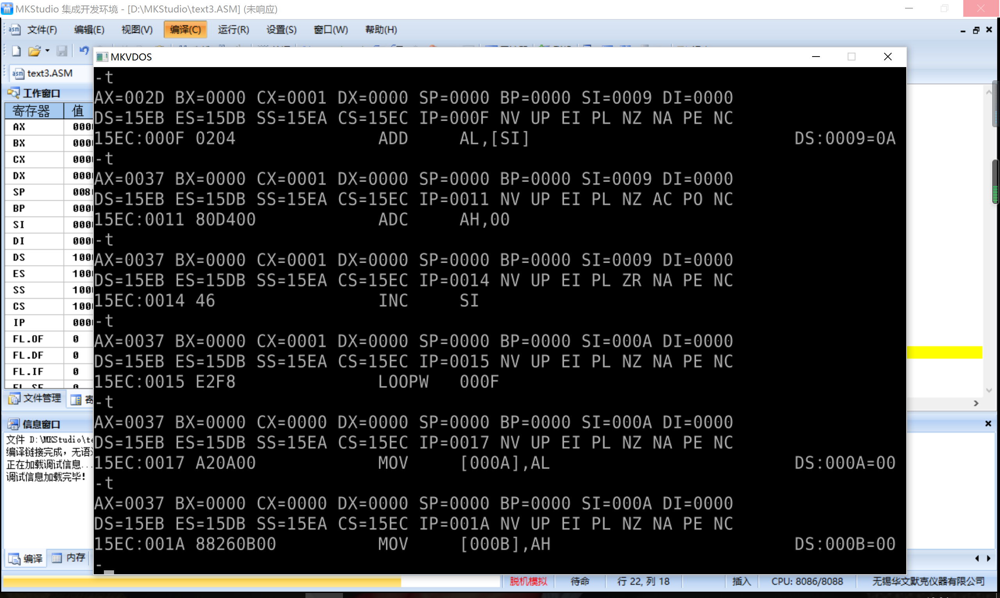 MKStudio 集成开发环境 - [D:\MKStudio\text3.ASM] (未响应)
文件(F) 编辑(E) 视图(V) 编译(C) 运行(R) 设置(S) 窗口(W) 帮助(H)
MKVDOS
text3.ASM
工作窗口
寄存器 值
AX 000
BX 000
CX 000
DX 000
SP 008
BP 000
SI 000
DI 000
DS 100
ES 100
SS 100
CS 100
IP 000
FL.OF 0
FL.DF 0
FL.IF 0
FL.SF 0
文件管理 寄
信息窗口
文件 D:\MKStudio\te
编译链接完成，无语
正在加载调试信息...
调试信息加载完毕！
编译 内存
-t
AX=002D BX=0000 CX=0001 DX=0000 SP=0000 BP=0000 SI=0009 DI=0000
DS=15EB ES=15DB SS=15EA CS=15EC IP=000F NV UP EI PL NZ NA PE NC
15EC:000F 0204 ADD AL,[SI] DS:0009=0A
-t
AX=0037 BX=0000 CX=0001 DX=0000 SP=0000 BP=0000 SI=0009 DI=0000
DS=15EB ES=15DB SS=15EA CS=15EC IP=0011 NV UP EI PL NZ AC PO NC
15EC:0011 80D400 ADC AH,00
-t
AX=0037 BX=0000 CX=0001 DX=0000 SP=0000 BP=0000 SI=0009 DI=0000
DS=15EB ES=15DB SS=15EA CS=15EC IP=0014 NV UP EI PL ZR NA PE NC
15EC:0014 46 INC SI
-t
AX=0037 BX=0000 CX=0001 DX=0000 SP=0000 BP=0000 SI=000A DI=0000
DS=15EB ES=15DB SS=15EA CS=15EC IP=0015 NV UP EI PL NZ NA PE NC
15EC:0015 E2F8 LOOPW 000F
-t
AX=0037 BX=0000 CX=0000 DX=0000 SP=0000 BP=0000 SI=000A DI=0000
DS=15EB ES=15DB SS=15EA CS=15EC IP=0017 NV UP EI PL NZ NA PE NC
15EC:0017 A20A00 MOV [000A],AL DS:000A=00
-t
AX=0037 BX=0000 CX=0000 DX=0000 SP=0000 BP=0000 SI=000A DI=0000
DS=15EB ES=15DB SS=15EA CS=15EC IP=001A NV UP EI PL NZ NA PE NC
15EC:001A 88260B00 MOV [000B],AH DS:000B=00
-
脱机模拟 待命 行 22, 列 18 插入 CPU: 8086/8088 无锡华文默克仪器有限公司